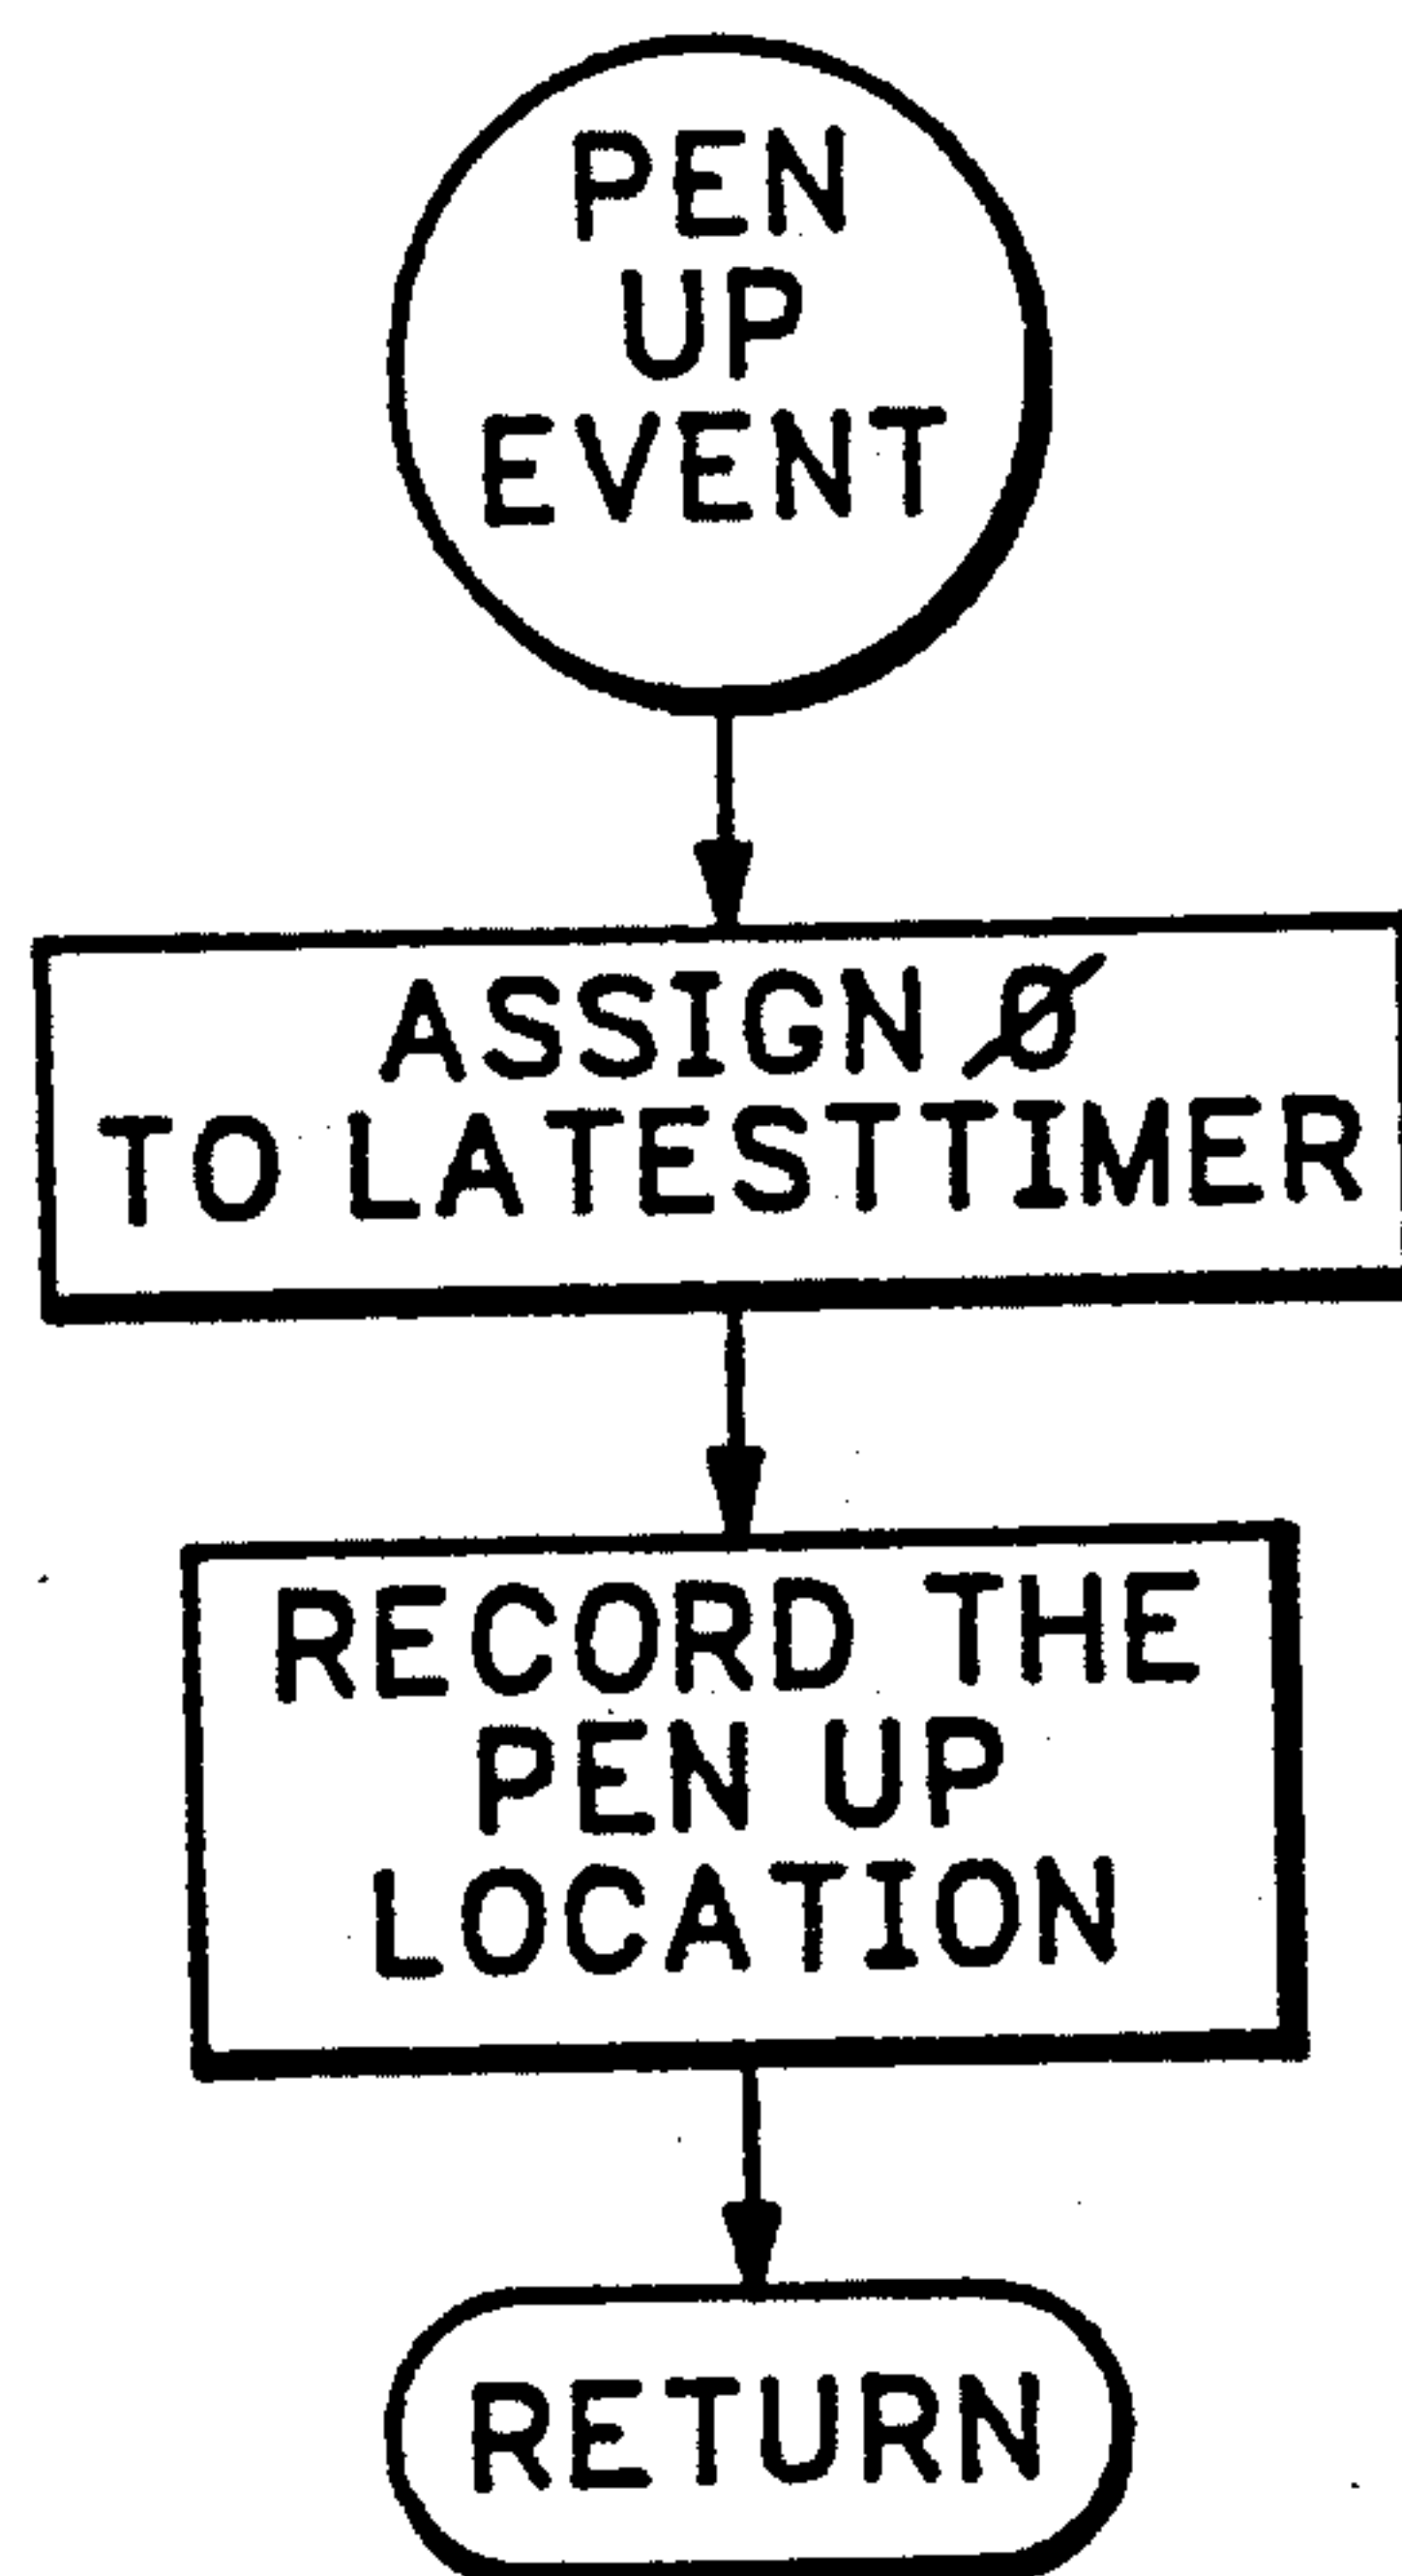 PEN
UP
EVENT
ASSIGN Ø
TO LATESTTIMER
RECORD THE
PEN UP
LOCATION
RETURN